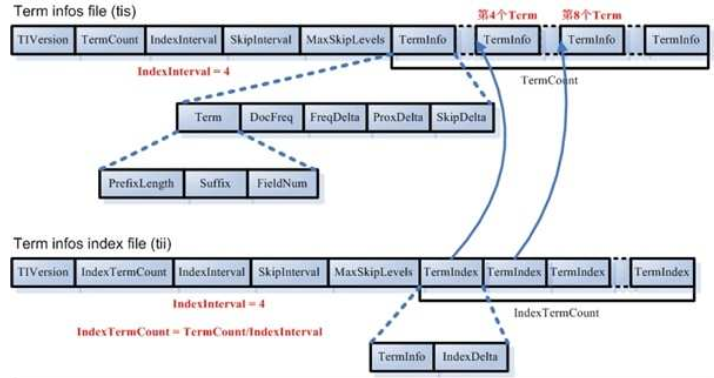 Term infos file (tis)
第4个Term 第8个Term
TIVersion TermCount IndexInterval SkipInterval MaxSkipLevels TermInfo TermInfo TermInfo TermInfo
IndexInterval = 4
TermCount
Term DocFreq FreqDelta ProxDelta SkipDelta
PrefixLength Suffix FieldNum
Term infos index file (tii)
TIVersion IndexTermCount IndexInterval SkipInterval MaxSkipLevels TermIndex TermIndex TermIndex TermIndex
IndexInterval = 4
IndexTermCount
IndexTermCount = TermCount/IndexInterval
TermInfo IndexDelta